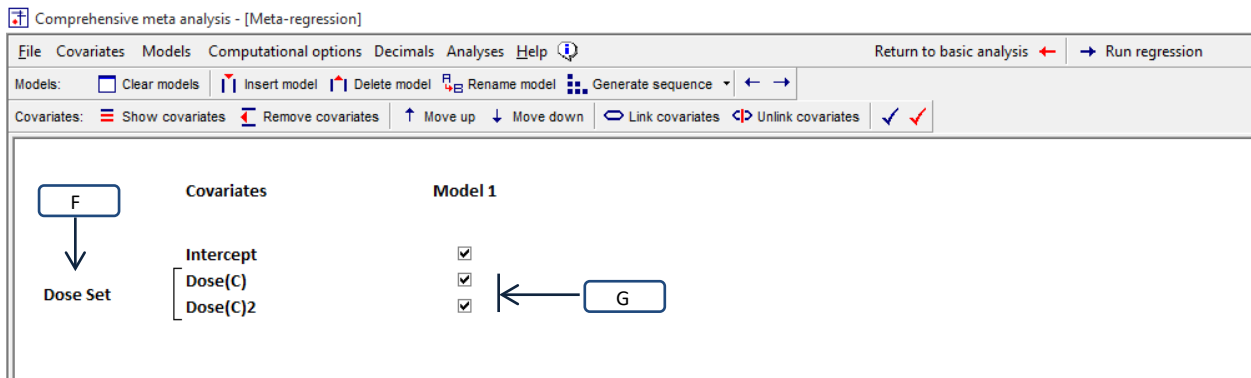 Comprehensive meta analysis - [Meta-regression]
File Covariates Models Computational options Decimals Analyses Help Return to basic analysis Run regression
Models: Clear models Insert model Delete model Rename model Generate sequence
Covariates: Show covariates Remove covariates Move up Move down Link covariates Unlink covariates
Covariates Model 1
F
Intercept
Dose(C)
Dose Set G
Dose(C)2